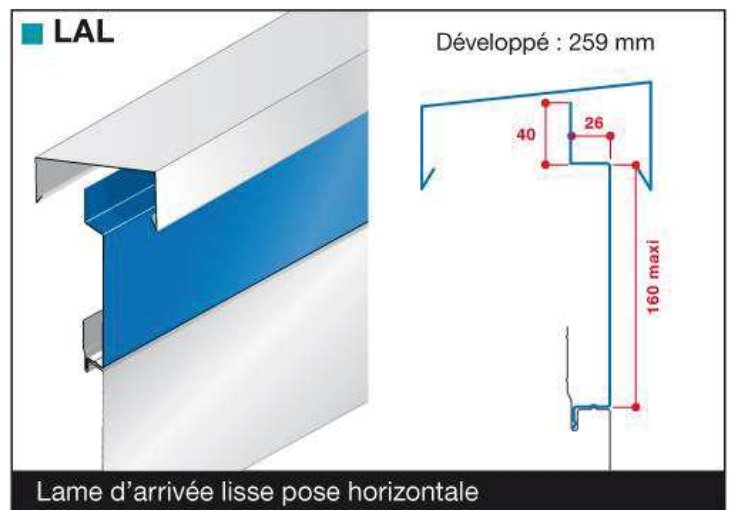 LAL
Développé : 259 mm
40
26
160 maxi
Lame d'arrivée lisse pose horizontale